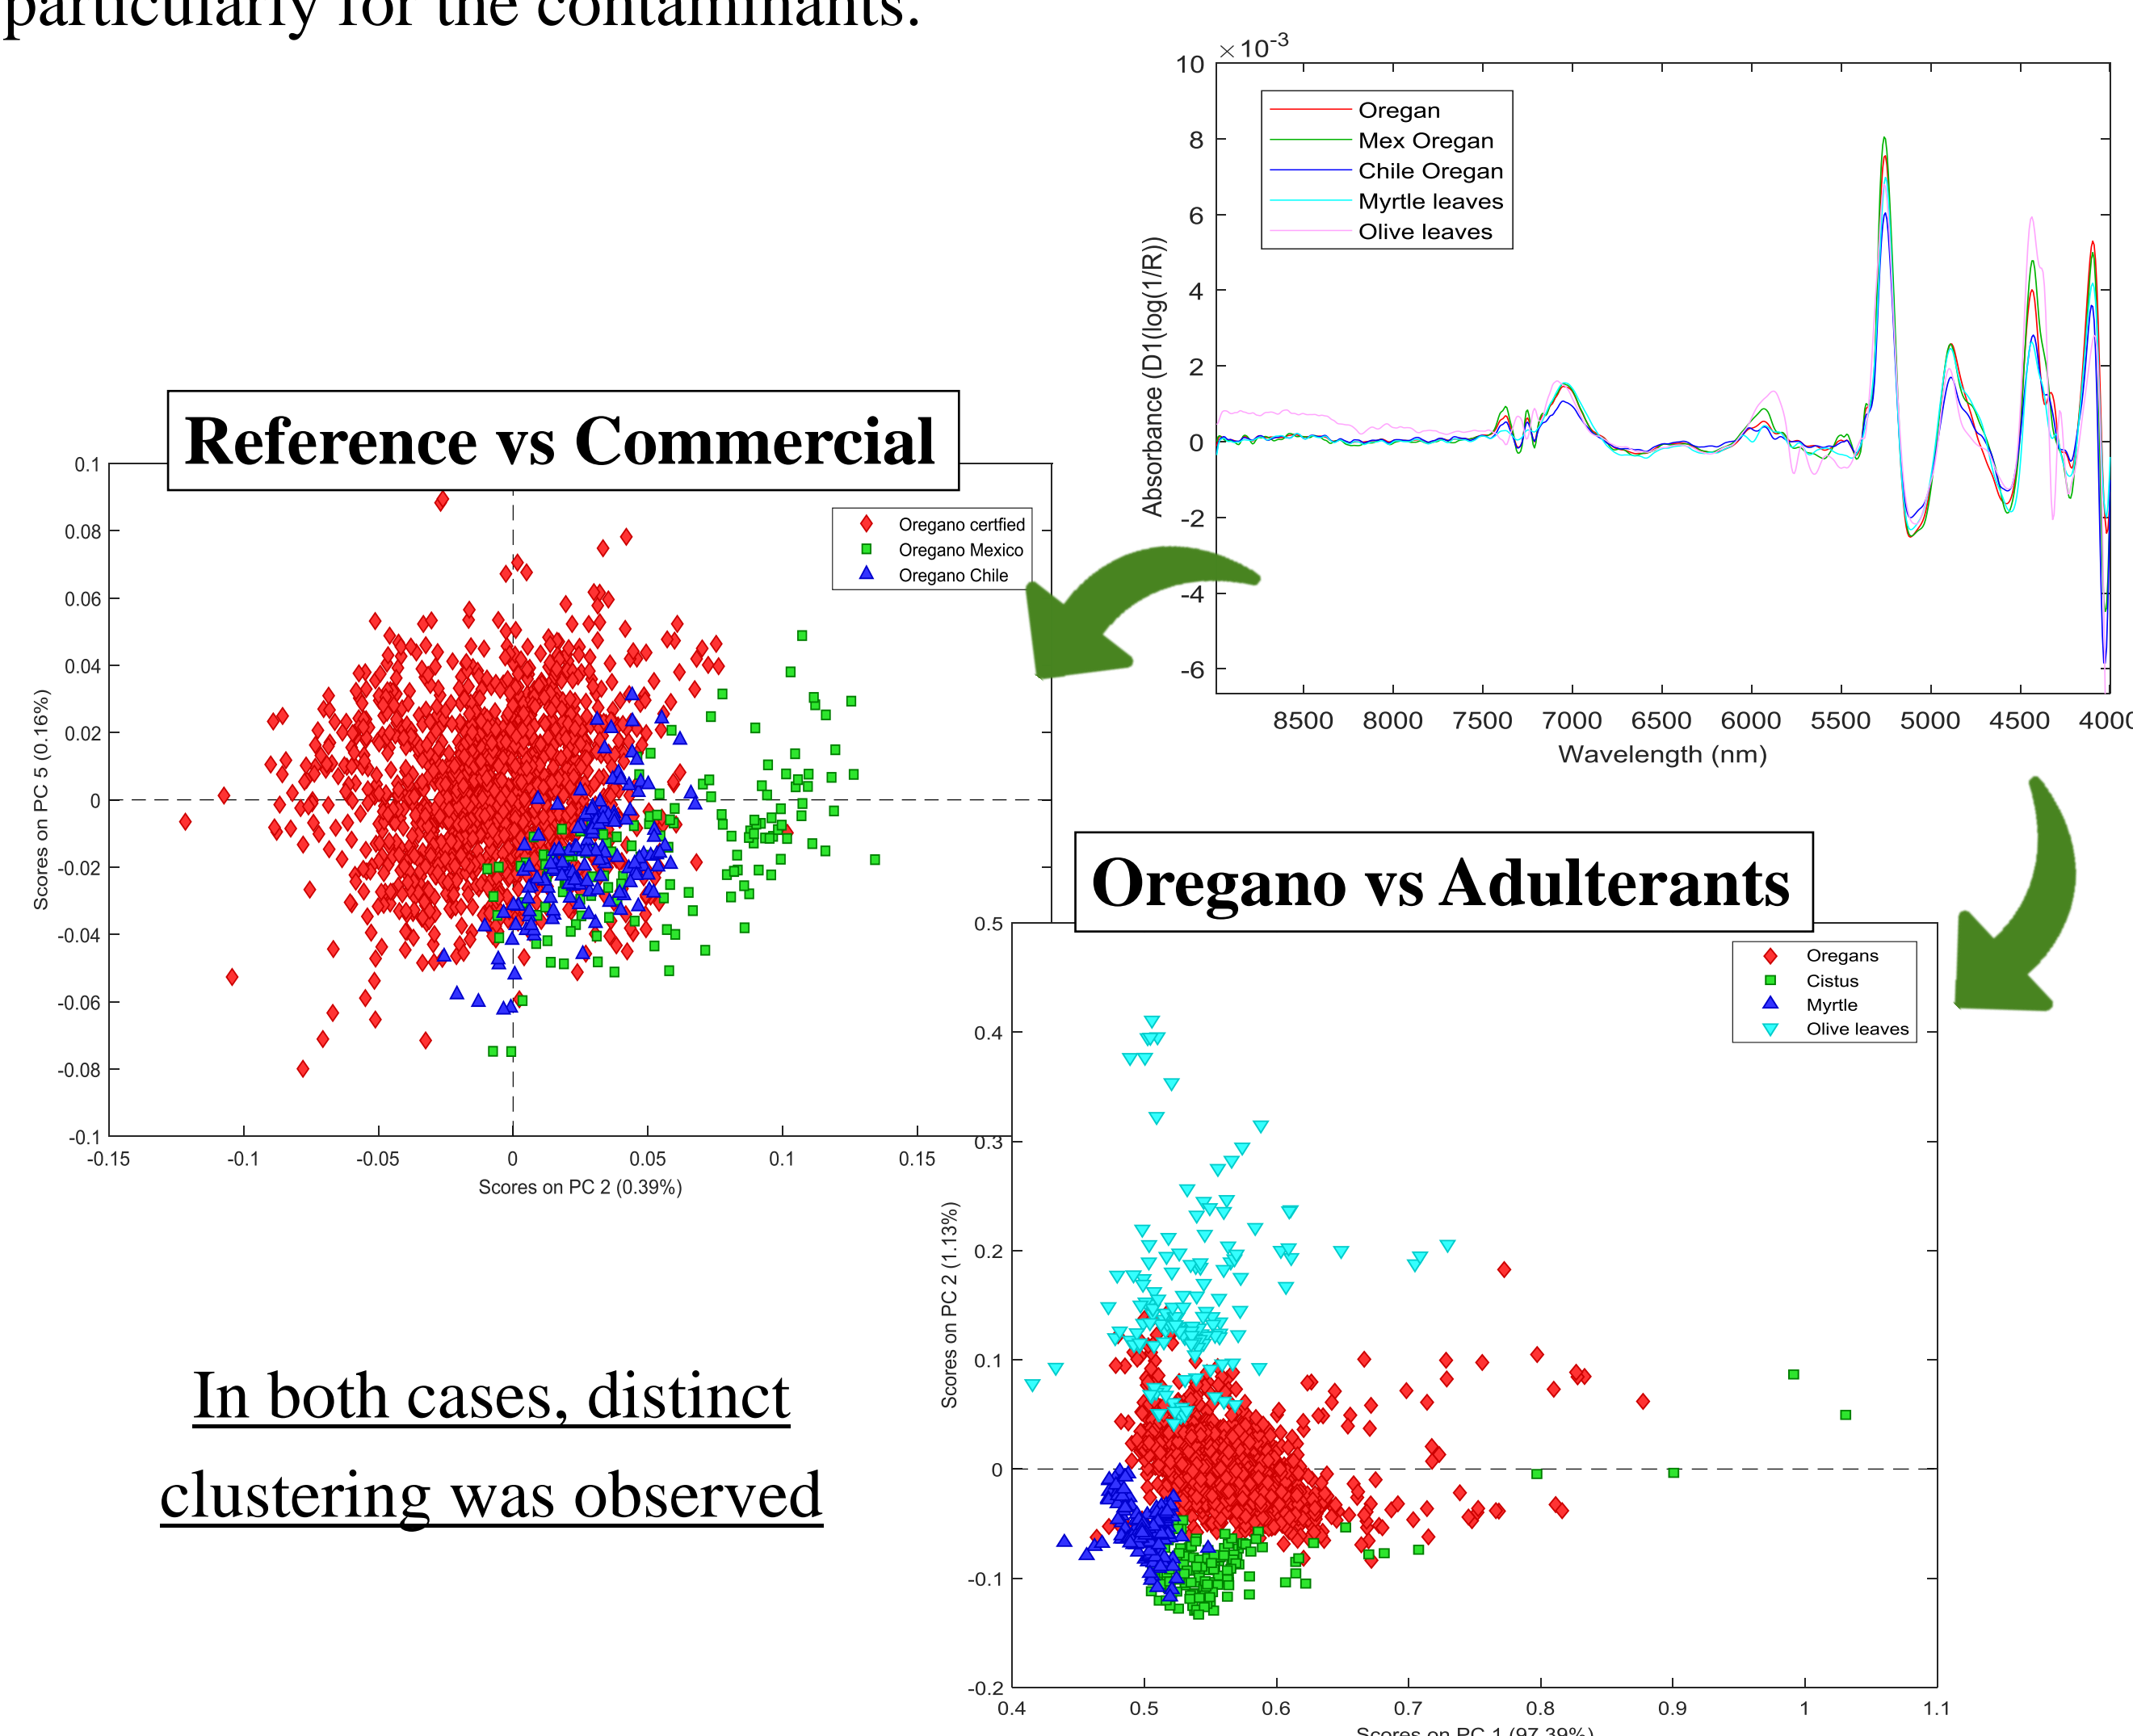 particularly for the contaminants.
×10-3
10
8
6
4
2
0
-2
-4
-6
Absorbance (D1(log(1/R))
Oregan
Mex Oregan
Chile Oregan
Myrtle leaves
Olive leaves
8500 8000 7500 7000 6500 6000 5500 5000 4500 4000
Wavelength (nm)
Reference vs Commercial
0.1
0.08
0.06
0.04
0.02
0
-0.02
-0.04
-0.06
-0.08
-0.1
Scores on PC 5 (0.16%)
Oregano certfied
Oregano Mexico
Oregano Chile
-0.15 -0.1 -0.05 0 0.05 0.1 0.15
Scores on PC 2 (0.39%)
Oregano vs Adulterants
0.5
0.4
0.3
0.2
0.1
0
-0.1
-0.2
Scores on PC 2 (1.13%)
Oregans
Cistus
Myrtle
Olive leaves
0.4 0.5 0.6 0.7 0.8 0.9 1 1.1
Scores on PC 1 (97.39%)
In both cases, distinct
clustering was observed